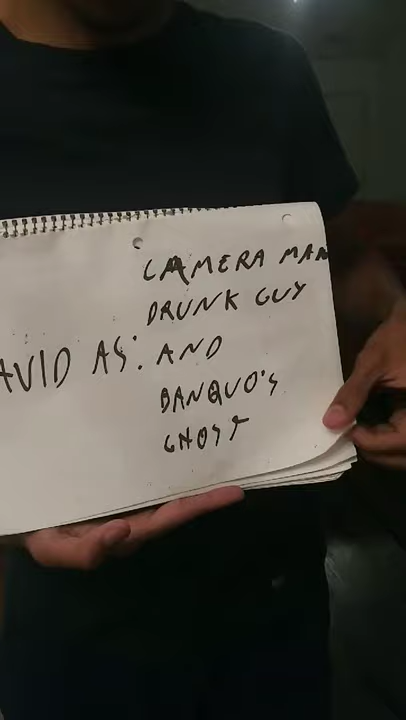 CAMERA MAN
DRUNK GUY
AVID AS: AND
BANQUO'S
GHOST